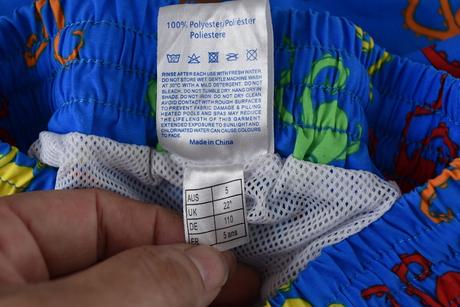 100% Polyester/Poliéster
Poliestere
RINSE AFTER EACH USE WITH FRESH WATER
DO NOT STORE WET. GENTLE MACHINE WASH
AT 30°C WITH A MILD DETERGENT. DO NOT
BLEACH. DO NOT TUMBLE DRY. HANG DRY IN
SHADE. DO NOT IRON. DO NOT DRY CLEAN
AVOID CONTACT WITH ROUGH SURFACES
TO PREVENT FABRIC DAMAGE & PILLING
HEATED POOLS AND SPAS MAY REDUCE
THE LIFE OF THIS GARMENT
EXTENDED EXPOSURE TO SUNLIGHT AND
CHLORINATED WATER CAN CAUSE COLOURS
TO FADE.
Made in China
AUS 5
UK 22"
DE 110
FR 5 ans